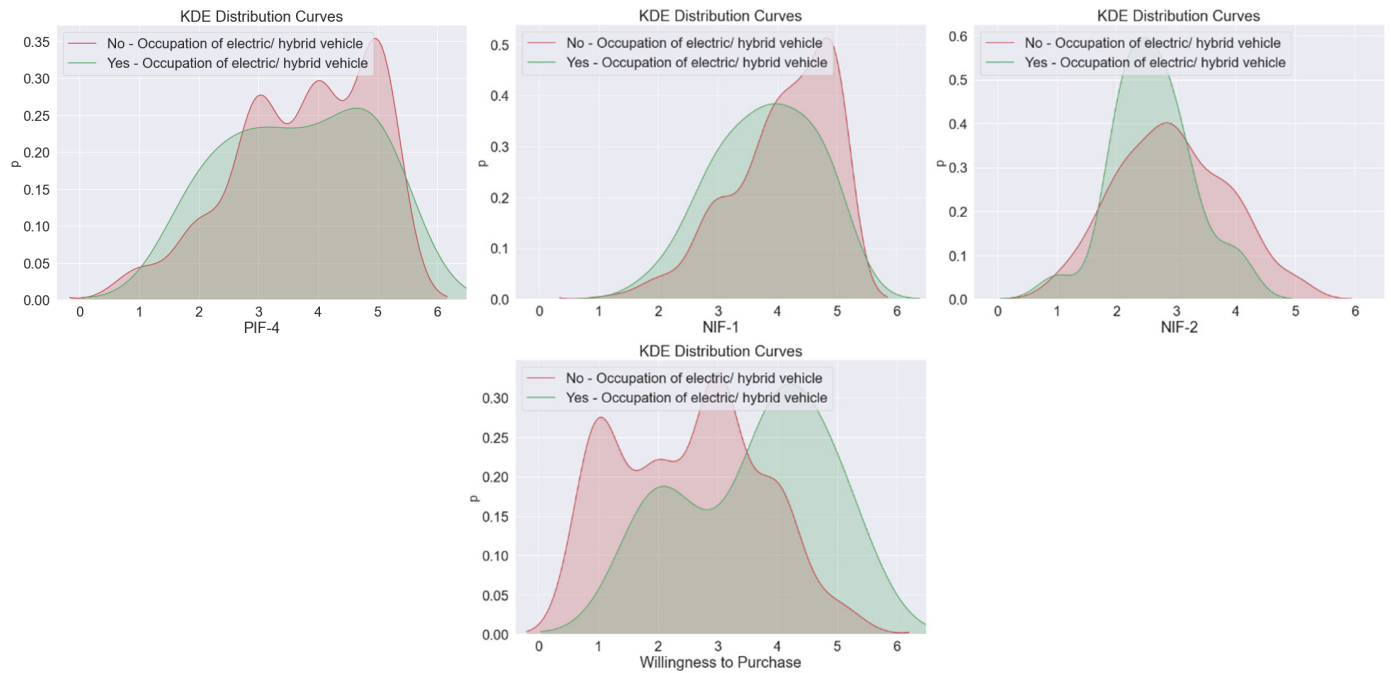 KDE Distribution Curves
No - Occupation of electric/ hybrid vehicle
Yes - Occupation of electric/ hybrid vehicle
p
0.35
0.30
0.25
0.20
0.15
0.10
0.05
0.00
0 1 2 3 4 5 6
PIF-4
KDE Distribution Curves
No - Occupation of electric/ hybrid vehicle
Yes - Occupation of electric/ hybrid vehicle
p
0.5
0.4
0.3
0.2
0.1
0.0
0 1 2 3 4 5 6
NIF-1
KDE Distribution Curves
No - Occupation of electric/ hybrid vehicle
Yes - Occupation of electric/ hybrid vehicle
p
0.6
0.5
0.4
0.3
0.2
0.1
0.0
0 1 2 3 4 5 6
NIF-2
KDE Distribution Curves
No - Occupation of electric/ hybrid vehicle
Yes - Occupation of electric/ hybrid vehicle
p
0.30
0.25
0.20
0.15
0.10
0.05
0.00
0 1 2 3 4 5 6
Willingness to Purchase